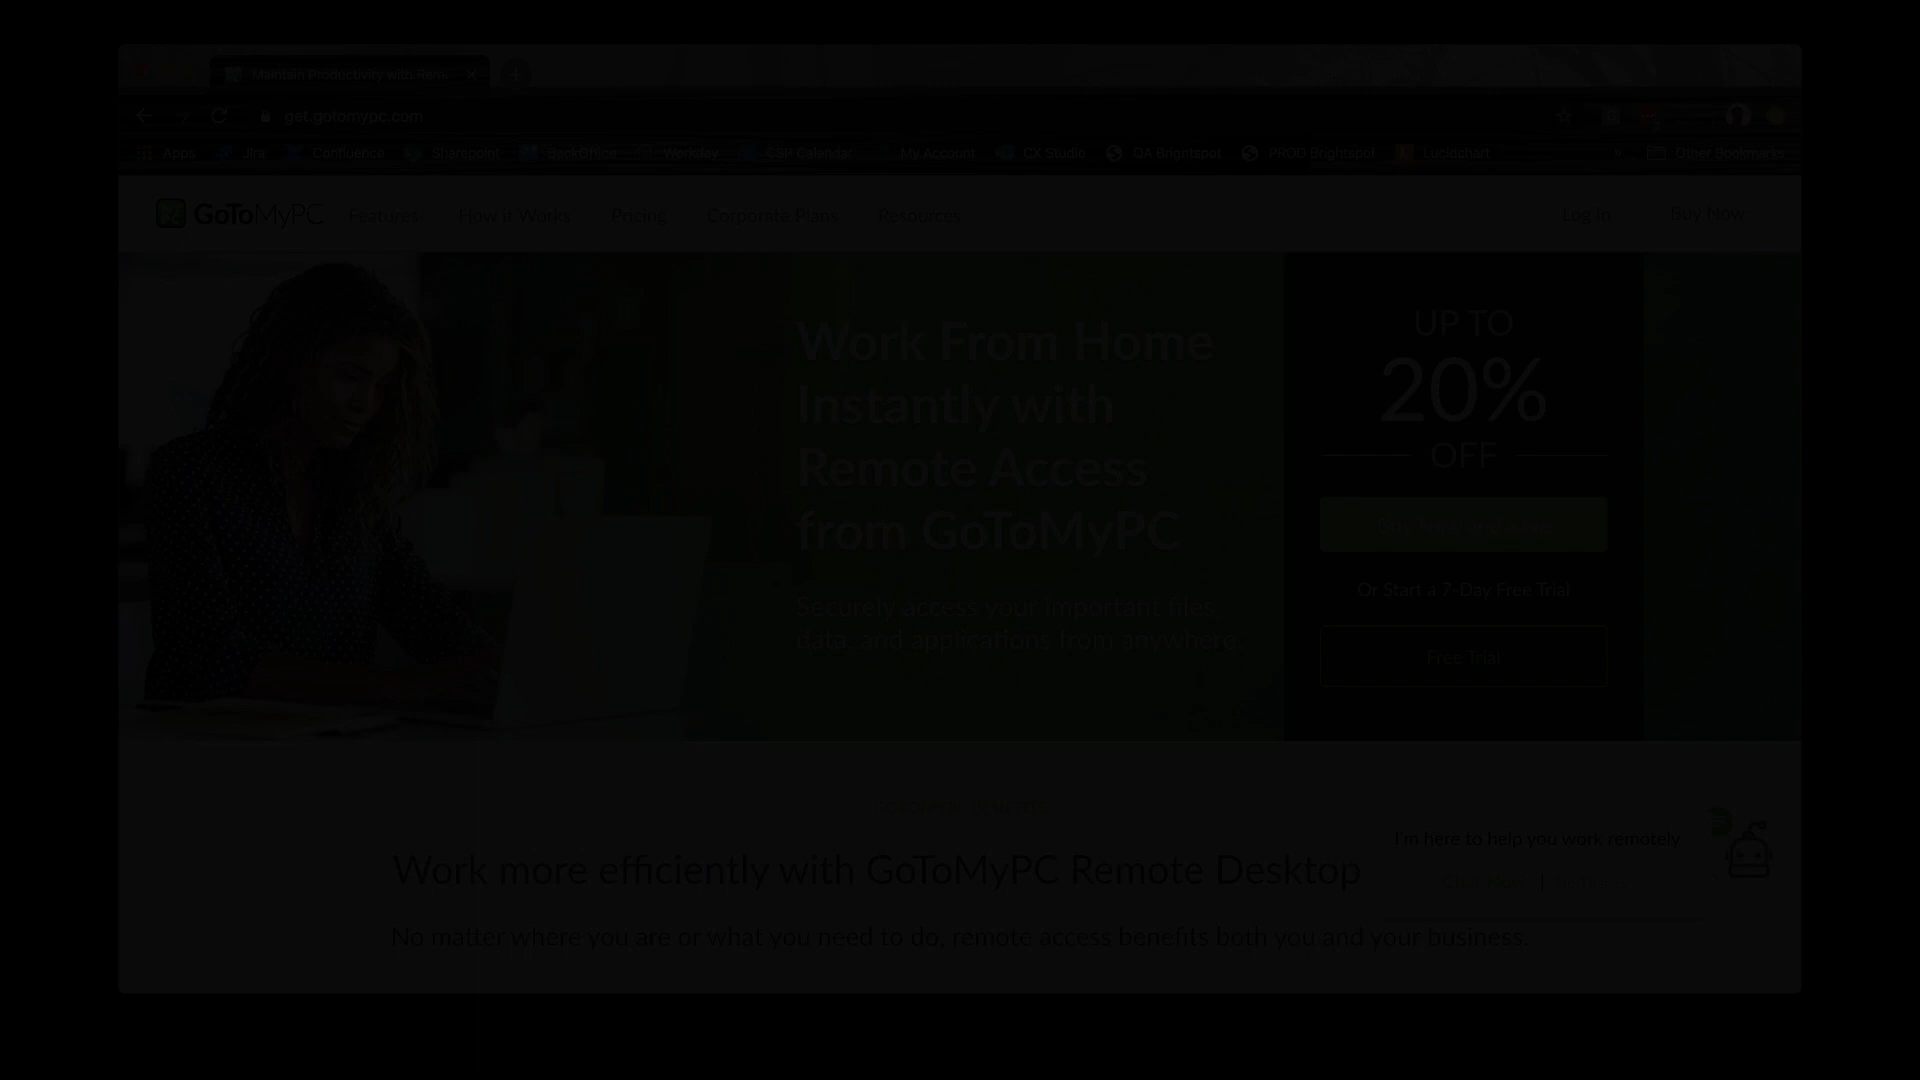 Maintain Productivity with Rem
get.gotomypc.com
Apps Jira Confluence Sharepoint BackOffice Workday CSP Calendar My Account CX Studio QA Brightspot PROD Brightspot Lucidchart » Other Bookmarks
GoToMyPC Features How it Works Pricing Corporate Plans Resources Log In Buy Now
Work From Home
Instantly with
Remote Access
from GoToMyPC
Securely access your important files,
data, and applications from anywhere.
UP TO
20%
OFF
Or Start a 7-Day Free Trial
Free Trial
Work more efficiently with GoToMyPC Remote Desktop
No matter where you are or what you need to do, remote access benefits both you and your business.
I'm here to help you work remotely